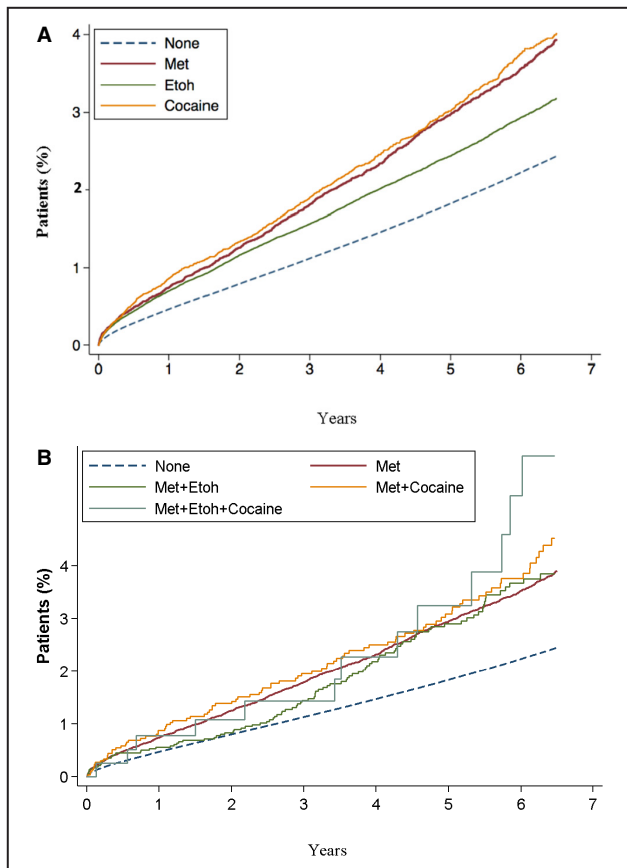 A
None
Met
Etoh
Cocaine
4
3
2
1
0
Patients (%)
0 1 2 3 4 5 6 7
Years
B
None Met
Met+Etoh Met+Cocaine
Met+Etoh+Cocaine
4
3
2
1
0
Patients (%)
0 1 2 3 4 5 6 7
Years